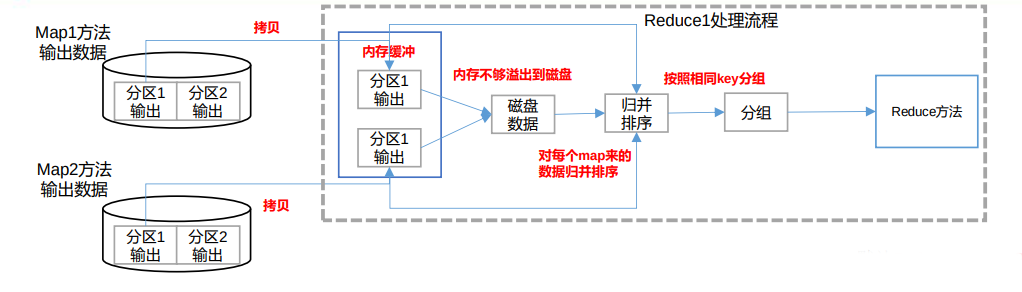 Map1方法
输出数据
拷贝
Reduce1处理流程
内存缓冲
分区1
输出
分区2
输出
分区1
输出
内存不够溢出到磁盘
按照相同key分组
磁盘
数据
归并
排序
分组
Reduce方法
分区1
输出
对每个map来的
数据归并排序
Map2方法
输出数据
拷贝
分区1
输出
分区2
输出